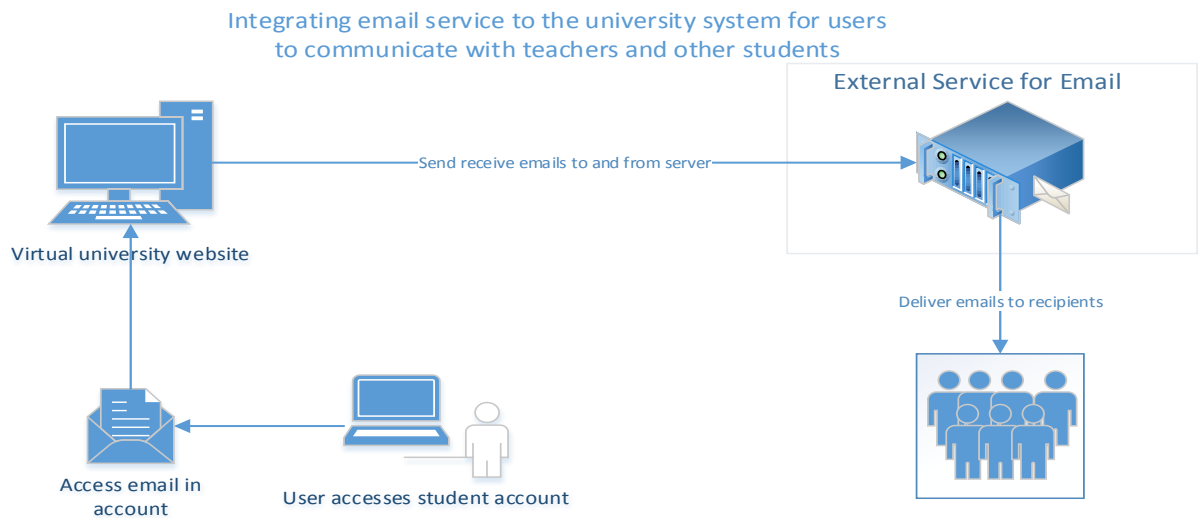 Integrating email service to the university system for users
to communicate with teachers and other students
External Service for Email
Send receive emails to and from server
Virtual university website
Deliver emails to recipients
Access email in
account
User accesses student account